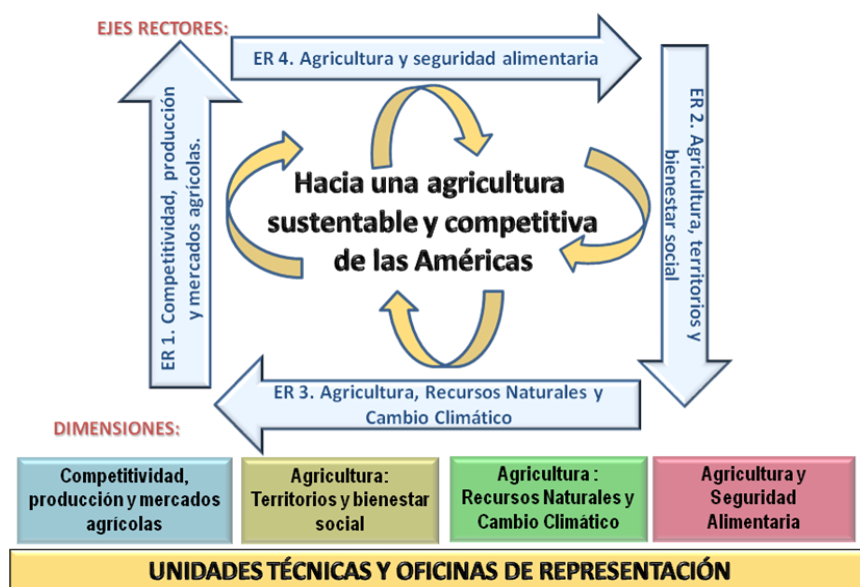 EJES RECTORES:
ER 4. Agricultura y seguridad alimentaria
ER 1. Competitividad, producción
y mercados agrícolas.
Hacia una agricultura
sustentable y competitiva
de las Américas
ER 2. Agricultura, territorios y
bienestar social
ER 3. Agricultura, Recursos Naturales y
Cambio Climático
DIMENSIONES:
Competitividad,
producción y mercados
agrícolas
Agricultura:
Territorios y bienestar
social
Agricultura :
Recursos Naturales y
Cambio Climático
Agricultura y
Seguridad
Alimentaria
UNIDADES TÉCNICAS Y OFICINAS DE REPRESENTACIÓN